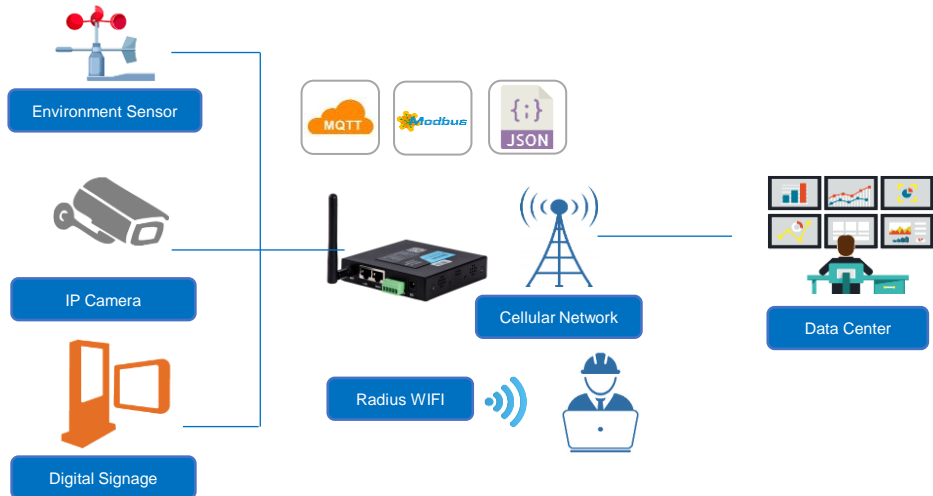 Environment Sensor
MQTT
Modbus
{;}
JSON
IP Camera
Cellular Network
Data Center
Radius WIFI
Digital Signage